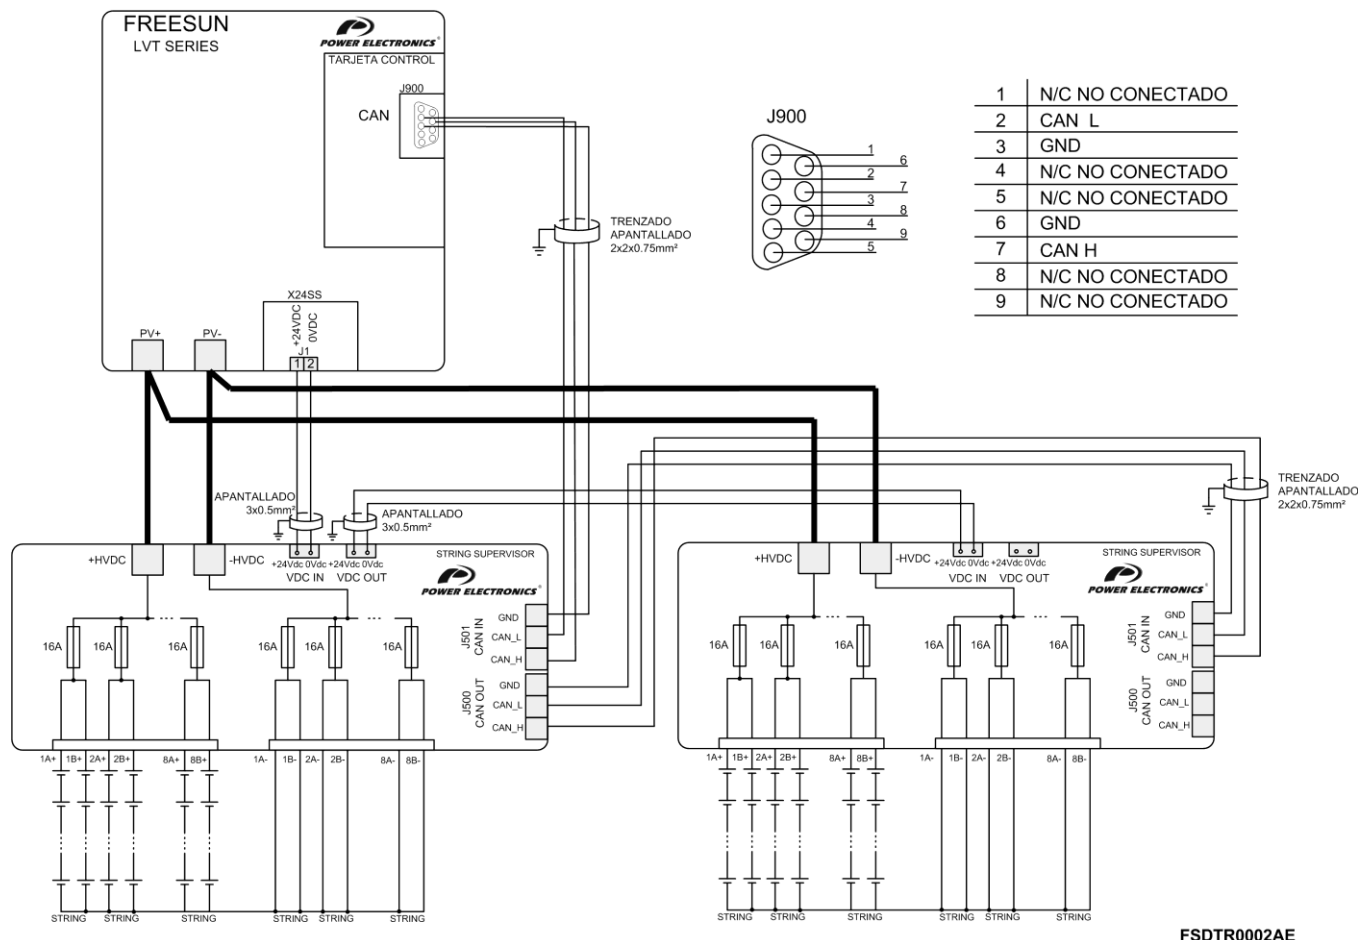 FREESUN
LVT SERIES
POWER ELECTRONICS®
TARJETA CONTROL
J900
CAN
X24SS
+24VDC
0VDC
J1
1 2
PV+
PV-
TRENZADO
APANTALLADO
2x2x0.75mm²
J900
1
6
2
7
3
8
4
9
5
1 N/C NO CONECTADO
2 CAN L
3 GND
4 N/C NO CONECTADO
5 N/C NO CONECTADO
6 GND
7 CAN H
8 N/C NO CONECTADO
9 N/C NO CONECTADO
APANTALLADO
3x0.5mm²
APANTALLADO
3x0.5mm²
TRENZADO
APANTALLADO
2x2x0.75mm²
+HVDC
-HVDC
+24Vdc 0Vdc
VDC IN
+24Vdc 0Vdc
VDC OUT
STRING SUPERVISOR
POWER ELECTRONICS®
J501
CAN IN
GND
CAN_L
CAN_H
J500
CAN OUT
GND
CAN_L
CAN_H
...
...
16A 16A 16A 16A 16A 16A
1A+ 1B+ 2A+ 2B+ 8A+ 8B+ 1A- 1B- 2A- 2B- 8A- 8B-
STRING STRING STRING STRING STRING STRING
+HVDC
-HVDC
+24Vdc 0Vdc
VDC IN
+24Vdc 0Vdc
VDC OUT
STRING SUPERVISOR
POWER ELECTRONICS®
J501
CAN IN
GND
CAN_L
CAN_H
J500
CAN OUT
GND
CAN_L
CAN_H
...
...
16A 16A 16A 16A 16A 16A
1A+ 1B+ 2A+ 2B+ 8A+ 8B+ 1A- 1B- 2A- 2B- 8A- 8B-
STRING STRING STRING STRING STRING STRING
FSDTR0002AE